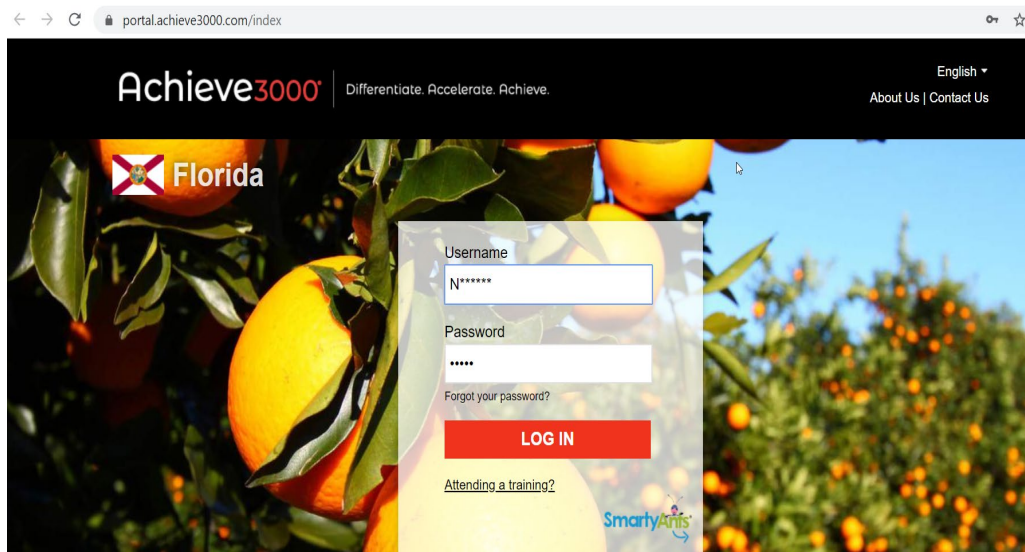 portal.achieve3000.com/index
Achieve3000® Differentiate. Accelerate. Achieve.
English
About Us | Contact Us
Florida
Username
N******
Password
•••••
Forgot your password?
LOG IN
Attending a training?
SmartyAnts